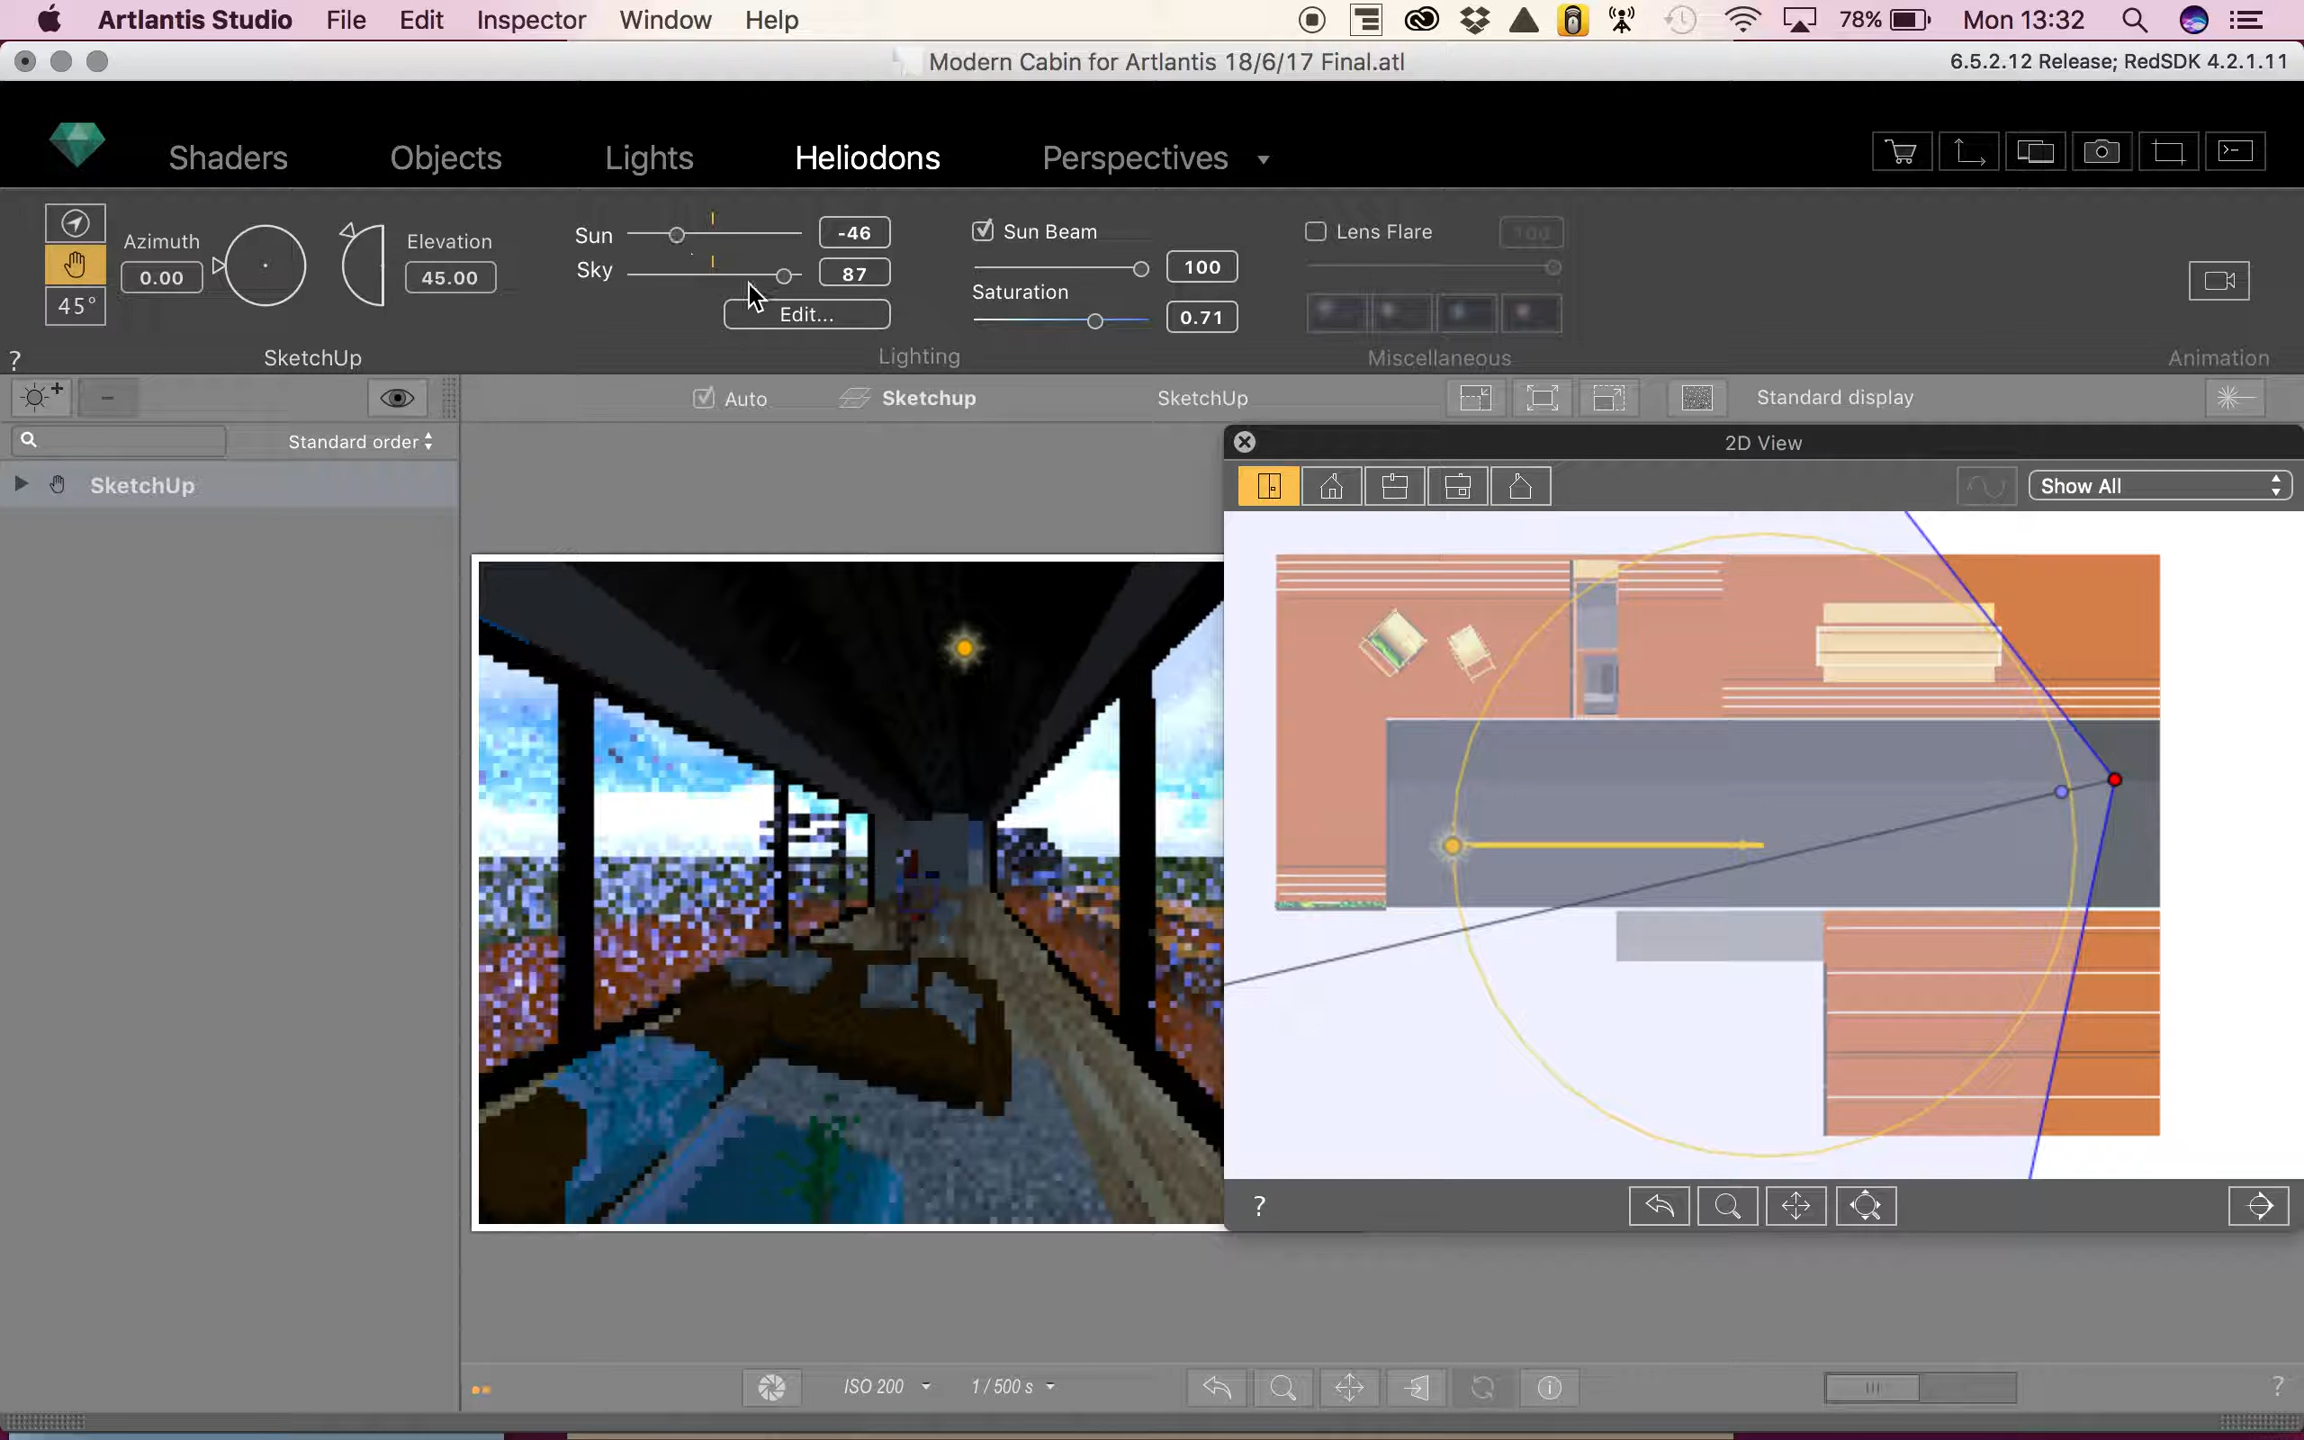 Artlantis Studio File Edit Inspector Window Help 78% Mon 13:32
Modern Cabin for Artlantis 18/6/17 Final.atl 6.5.2.12 Release; RedSDK 4.2.1.11
Shaders Objects Lights Heliodons Perspectives
Azimuth Elevation Sun -46 Sun Beam Lens Flare 100
0.00 45.00 Sky 87 100
45° Edit... Saturation 0.71
? SketchUp Lighting Miscellaneous Animation
Auto Sketchup SketchUp Standard display
Standard order 2D View
SketchUp Show All
?
ISO 200 1 / 500 s ?